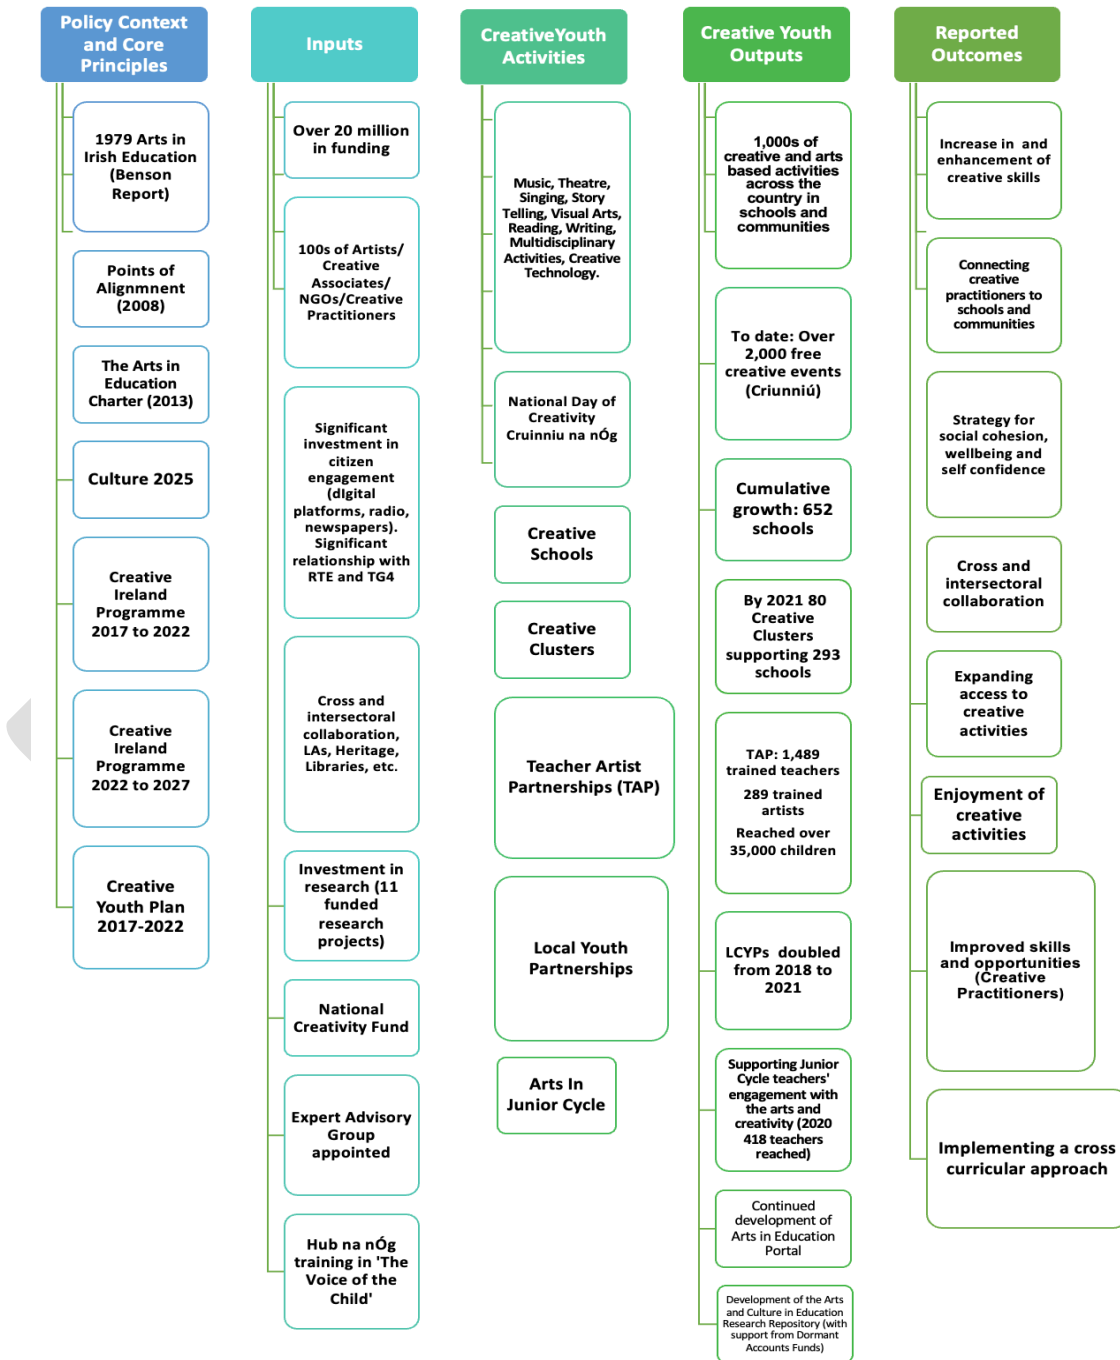 Policy Context
and Core
Principles
1979 Arts in
Irish Education
(Benson
Report)
Points of
Alignmnent
(2008)
The Arts in
Education
Charter (2013)
Culture 2025
Creative
Ireland
Programme
2017 to 2022
Creative
Ireland
Programme
2022 to 2027
Creative
Youth Plan
2017-2022
Inputs
Over 20 million
in funding
100s of Artists/
Creative
Associates/
NGOs/Creative
Practitioners
Significant
investment in
citizen
engagement
(dIgital
platforms, radio,
newspapers).
Significant
relationship with
RTE and TG4
Cross and
intersectoral
collaboration,
LAs, Heritage,
Libraries, etc.
Investment in
research (11
funded
research
projects)
National
Creativity Fund
Expert Advisory
Group
appointed
Hub na nÓg
training in 'The
Voice of the
Child'
CreativeYouth
Activities
Music, Theatre,
Singing, Story
Telling, Visual Arts,
Reading, Writing,
Multidisciplinary
Activities, Creative
Technology.
National Day of
Creativity
Cruinniu na nÓg
Creative
Schools
Creative
Clusters
Teacher Artist
Partnerships (TAP)
Local Youth
Partnerships
Arts In
Junior Cycle
Creative Youth
Outputs
1,000s of
creative and arts
based activities
across the
country in
schools and
communities
To date: Over
2,000 free
creative events
(Criunniú)
Cumulative
growth: 652
schools
By 2021 80
Creative
Clusters
supporting 293
schools
TAP: 1,489
trained teachers
289 trained
artists
Reached over
35,000 children
LCYPs doubled
from 2018 to
2021
Supporting Junior
Cycle teachers'
engagement with
the arts and
creativity (2020
418 teachers
reached)
Continued
development of
Arts in Education
Portal
Development of the Arts
and Culture in Education
Research Repository (with
support from Dormant
Accounts Funds)
Reported
Outcomes
Increase in and
enhancement of
creative skills
Connecting
creative
practitioners to
schools and
communities
Strategy for
social cohesion,
wellbeing and
self confidence
Cross and
intersectoral
collaboration
Expanding
access to
creative
activities
Enjoyment of
creative
activities
Improved skills
and opportunities
(Creative
Practitioners)
Implementing a cross
curricular approach